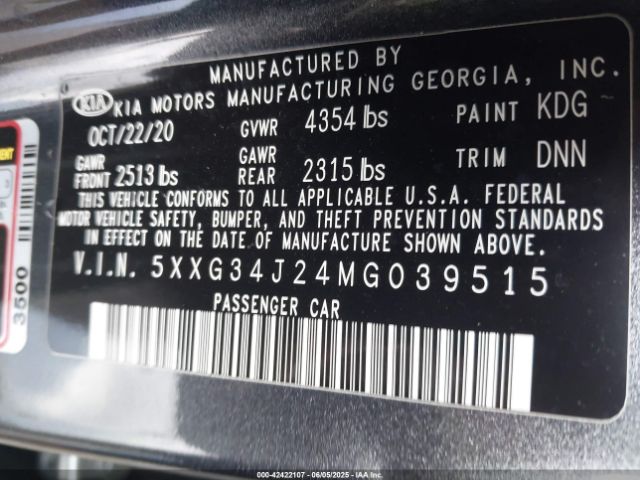 MANUFACTURED BY
KIA KIA MOTORS MANUFACTURING GEORGIA, INC.
OCT/22/20 GVWR 4354 lbs PAINT KDG
GAWR FRONT 2513 lbs GAWR REAR 2315 lbs TRIM DNN
THIS VEHICLE CONFORMS TO ALL APPLICABLE U.S.A. FEDERAL
MOTOR VEHICLE SAFETY, BUMPER, AND THEFT PREVENTION STANDARDS
IN EFFECT ON THE DATE OF MANUFACTURE SHOWN ABOVE.
V.I.N. 5XXG34J24MG039515
PASSENGER CAR
3500
000-42422107 - 06/05/2025 - IAAI.COM